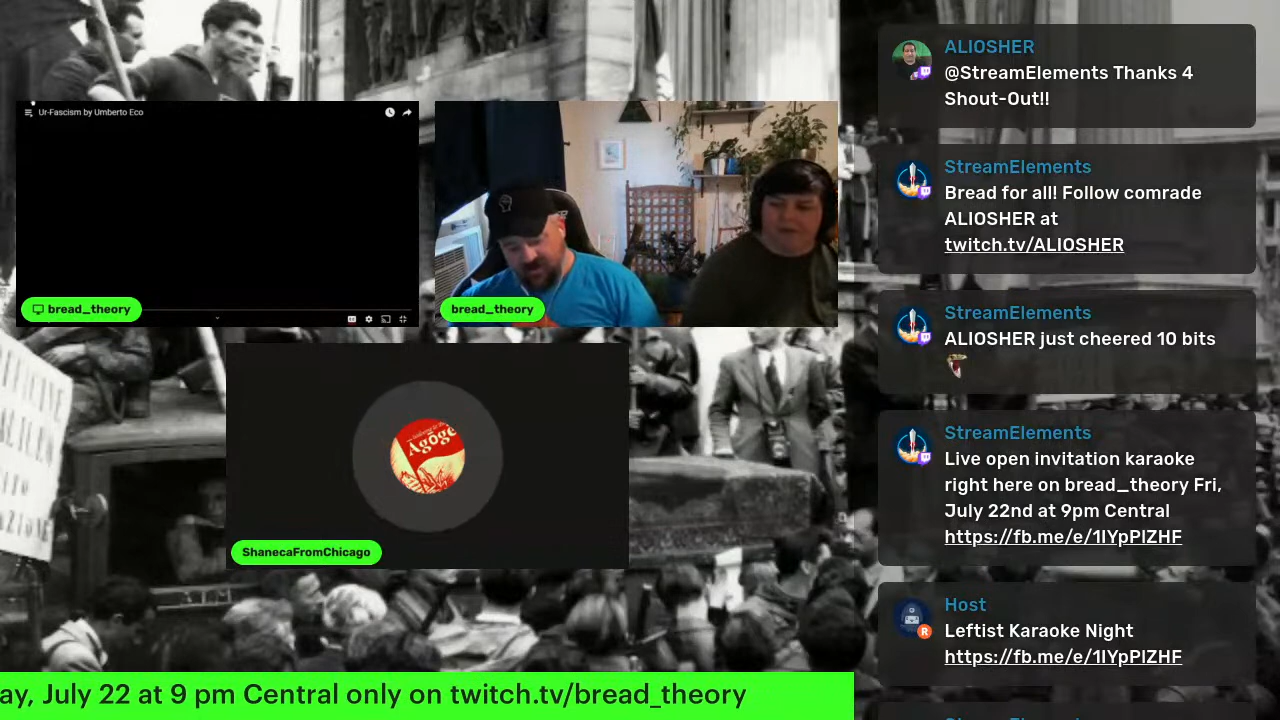 Ur-Fascism by Umberto Eco
bread_theory
bread_theory
Agōge
ShanecaFromChicago
ay, July 22 at 9 pm Central only on twitch.tv/bread_theory
ALIOSHER
@StreamElements Thanks 4
Shout-Out!!
StreamElements
Bread for all! Follow comrade
ALIOSHER at
twitch.tv/ALIOSHER
StreamElements
ALIOSHER just cheered 10 bits
StreamElements
Live open invitation karaoke
right here on bread_theory Fri,
July 22nd at 9pm Central
https://fb.me/e/1IYpPlZHF
Host
Leftist Karaoke Night
https://fb.me/e/1IYpPlZHF